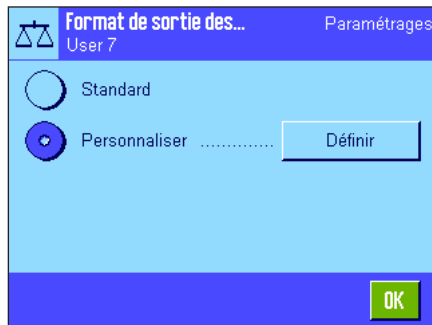 Format de sortie des... Paramétrages
User 7
Standard
Personnaliser .............. Définir
OK